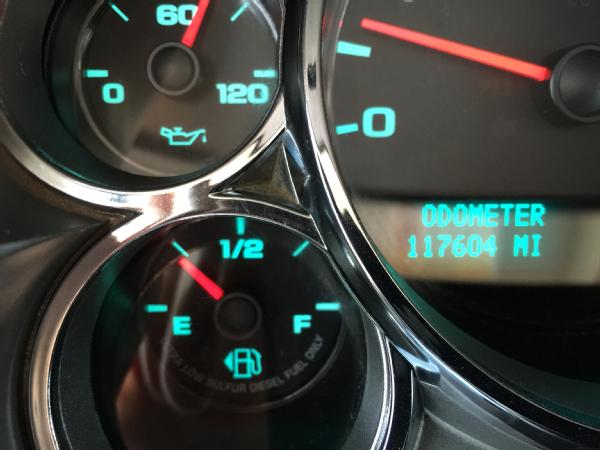 60
0 120
0
ODOMETER
117604 MI
1/2
E F
ULTRA LOW SULFUR DIESEL FUEL ONLY